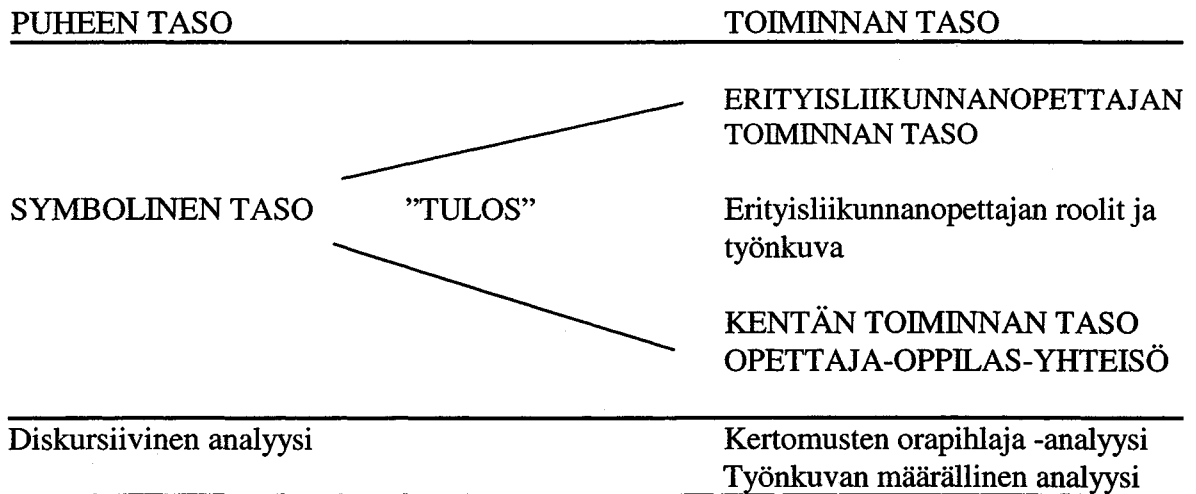 PUHEEN TASO TOIMINNAN TASO
ERITYISLIIKUNNANOPETTAJAN
TOIMINNAN TASO
SYMBOLINEN TASO ”TULOS” Erityisliikunnanopettajan roolit ja
työnkuva
KENTÄN TOIMINNAN TASO
OPETTAJA-OPPILAS-YHTEISÖ
Diskursiivinen analyysi Kertomusten orapihlaja -analyysi
Työnkuvan määrällinen analyysi